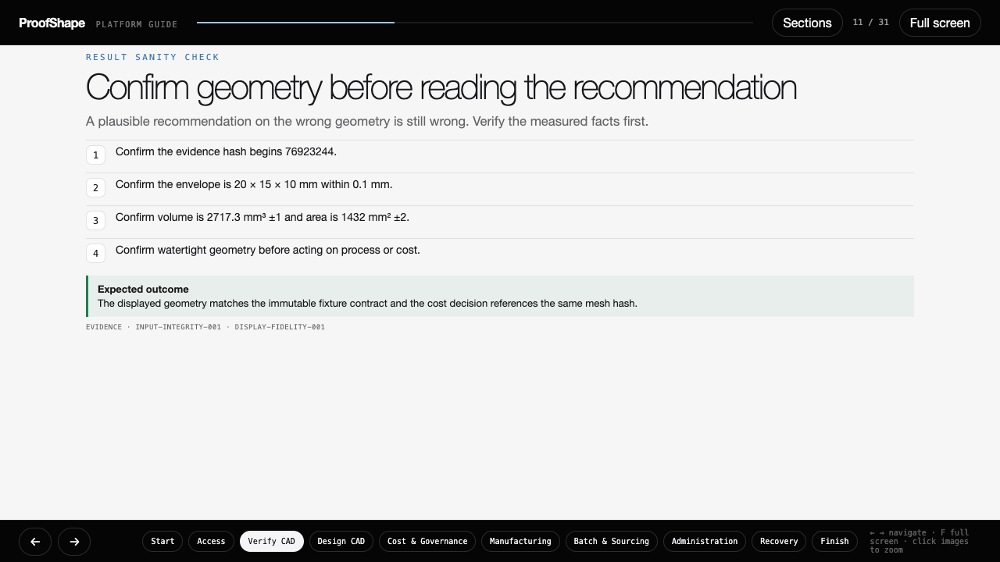 ProofShape PLATFORM GUIDE
Sections 11 / 31 Full screen
RESULT SANITY CHECK
Confirm geometry before reading the recommendation
A plausible recommendation on the wrong geometry is still wrong. Verify the measured facts first.
1 Confirm the evidence hash begins 76923244.
2 Confirm the envelope is 20 × 15 × 10 mm within 0.1 mm.
3 Confirm volume is 2717.3 mm³ ±1 and area is 1432 mm² ±2.
4 Confirm watertight geometry before acting on process or cost.
Expected outcome
The displayed geometry matches the immutable fixture contract and the cost decision references the same mesh hash.
EVIDENCE · INPUT-INTEGRITY-001 · DISPLAY-FIDELITY-001
← → Start Access Verify CAD Design CAD Cost & Governance Manufacturing Batch & Sourcing Administration Recovery Finish
← → navigate · F full
screen · click images
to zoom